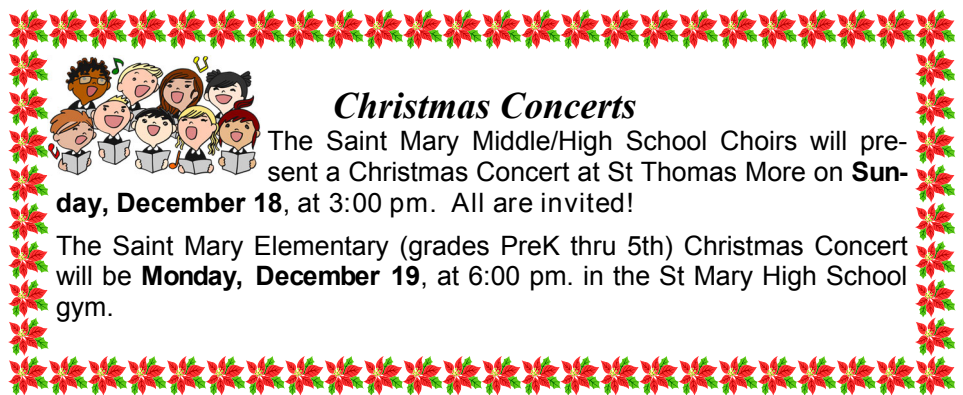 Christmas Concerts
The Saint Mary Middle/High School Choirs will pre-
sent a Christmas Concert at St Thomas More on Sun-
day, December 18, at 3:00 pm.  All are invited!
The Saint Mary Elementary (grades PreK thru 5th) Christmas Concert
will be Monday, December 19, at 6:00 pm. in the St Mary High School
gym.